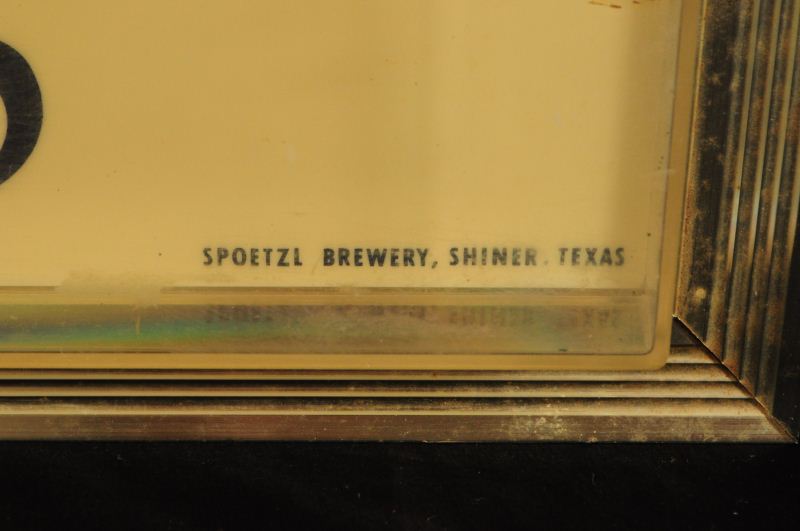 SPOETZL BREWERY, SHINER, TEXAS